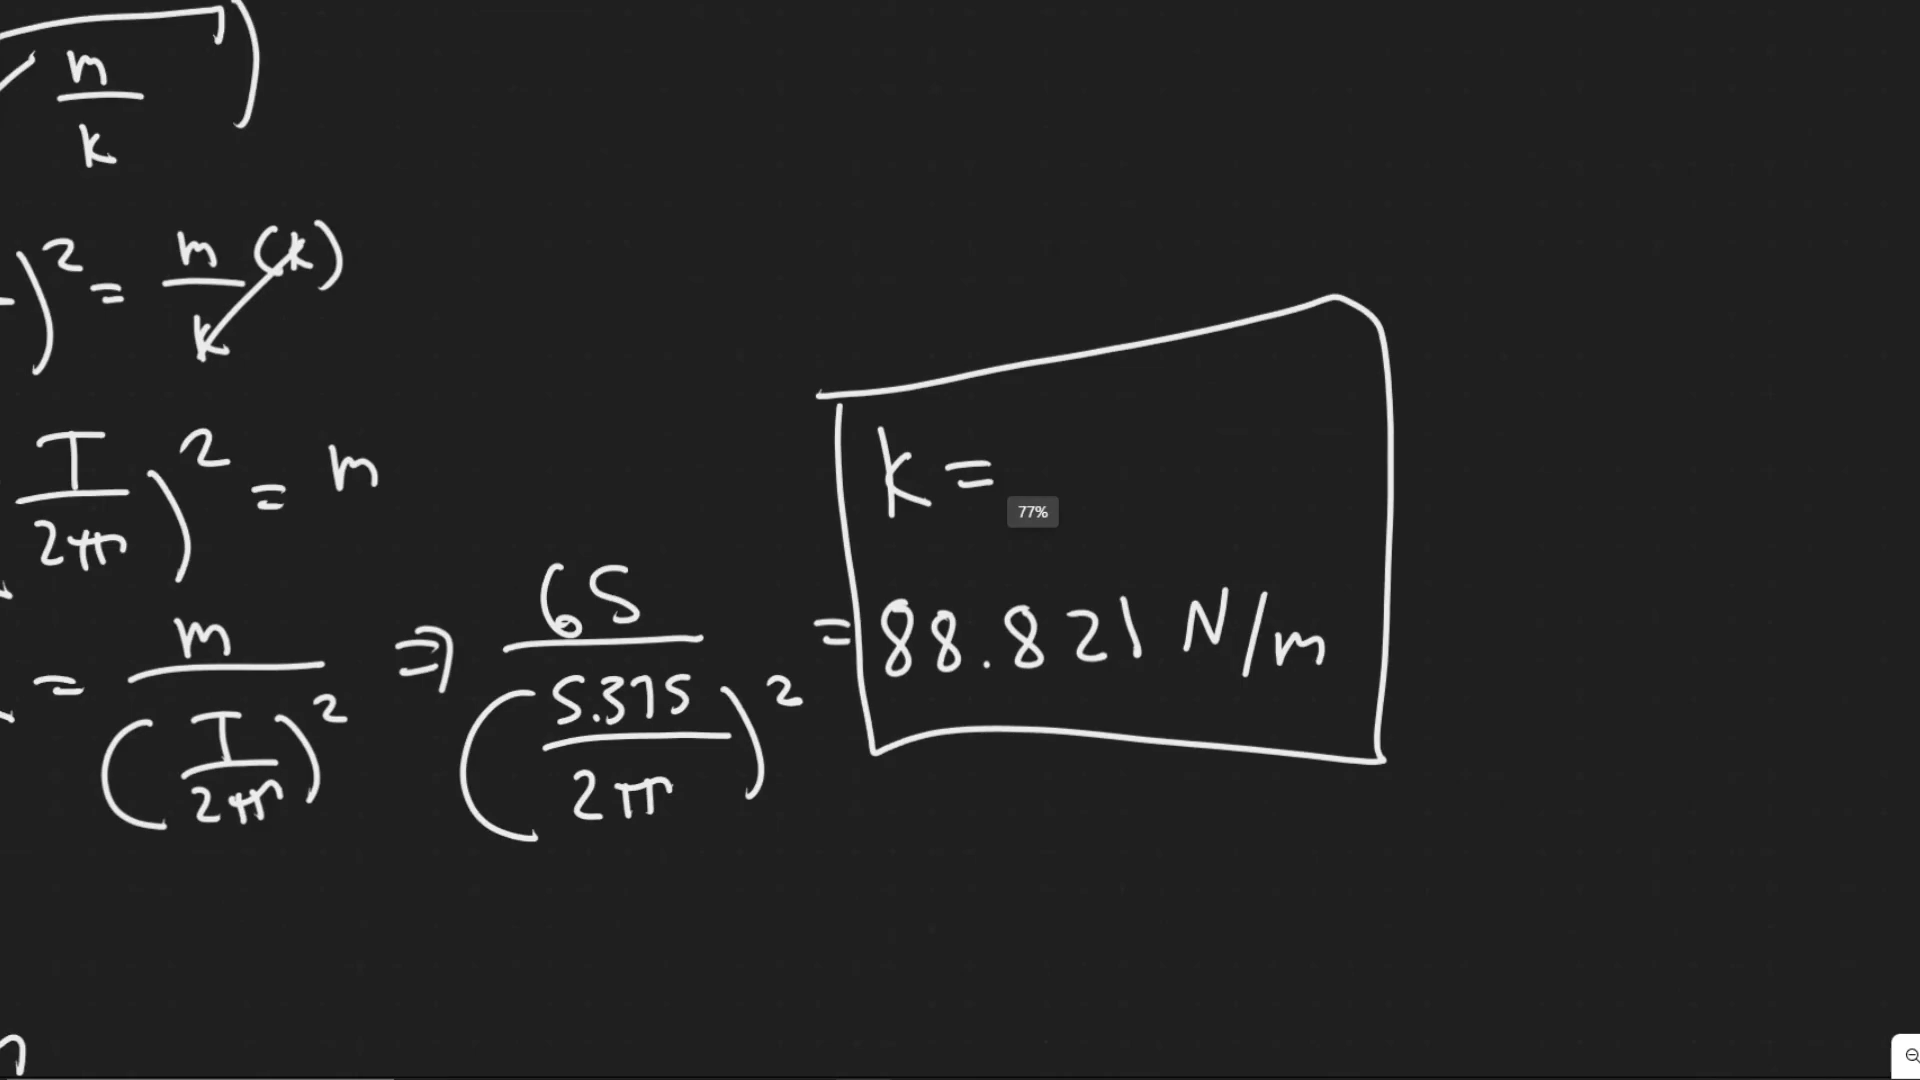 m/k)
)² = m/k (k)
T/2π)² = m
= m/(T/2π)² ⇒ 65/(5.375/2π)² =
k =
77%
88.821 N/m